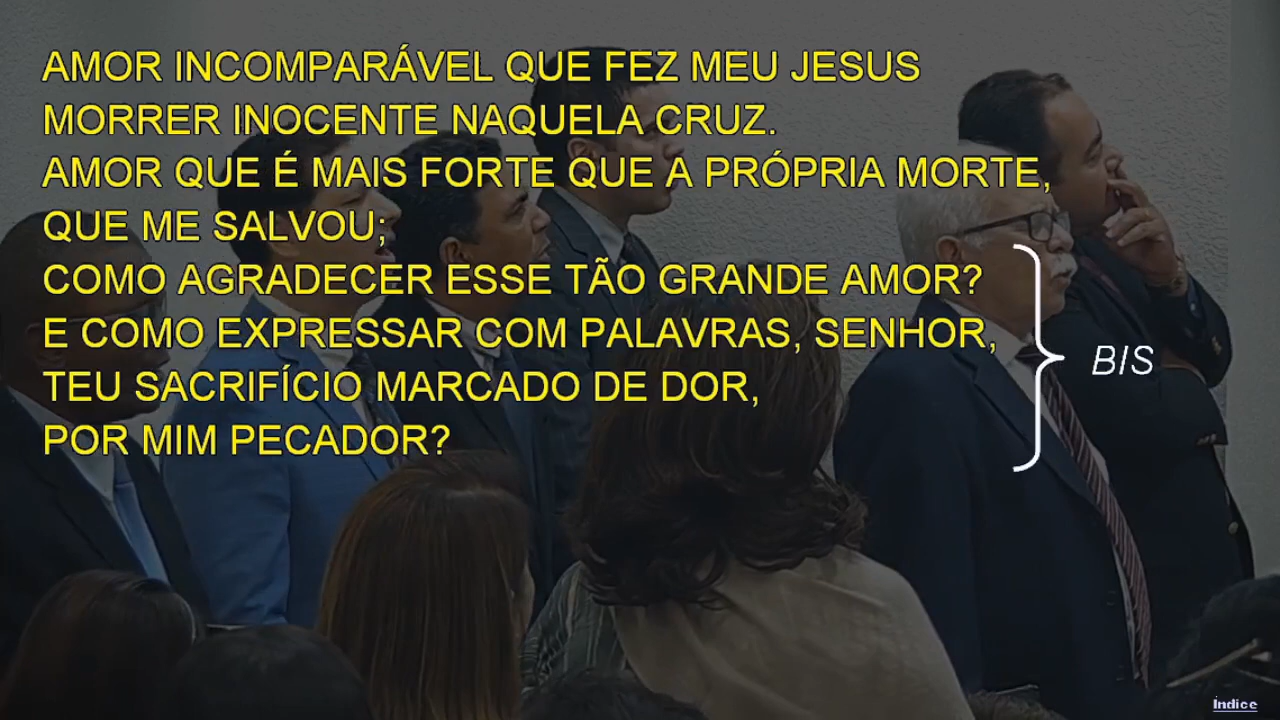 AMOR INCOMPARÁVEL QUE FEZ MEU JESUS
MORRER INOCENTE NAQUELA CRUZ.
AMOR QUE É MAIS FORTE QUE A PRÓPRIA MORTE,
QUE ME SALVOU;
COMO AGRADECER ESSE TÃO GRANDE AMOR?
E COMO EXPRESSAR COM PALAVRAS, SENHOR,
TEU SACRIFÍCIO MARCADO DE DOR,
POR MIM PECADOR?
BIS
Índice